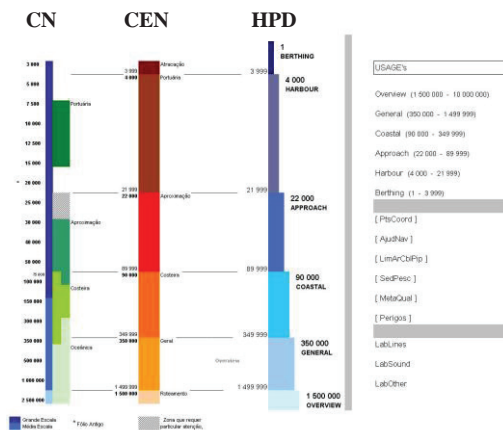 CN CEN HPD
3 000
5 000
7 500
10 000
12 500
15 000
* 20 000
25 000
30 000
40 000
50 000
100 000
150 000
300 000
350 000
500 000
1 000 000
2 500 000
Portuária
Aproximação
Costeira
Oceânica
Atracação
3 999
4 000
Portuária
21 999
22 000
Aproximação
89 999
90 000
Costeira
349 999
350 000
Geral
1 499 999
1 500 000
Roteamento
1
BERTHING
3 999
4 000
HARBOUR
21 999
22 000
APPROACH
89 999
90 000
COASTAL
349 999
350 000
GENERAL
1 499 999
1 500 000
OVERVIEW
USAGE's
Overview (1 500 000 - 10 000 000)
General (350 000 - 1 499 999)
Coastal (90 000 - 349 999)
Approach (22 000 - 89 999)
Harbour (4 000 - 21 999)
Berthing (1 - 3 999)
[ PtsCoord ]
[ AjudNav ]
[ LimArCblPip ]
[ SedPesc ]
[ MetaQual ]
[ Perigos ]
LabLines
LabSound
LabOther
Grande Escala
Média Escala
* Fólio Antigo
Zona que requer
particular atenção,